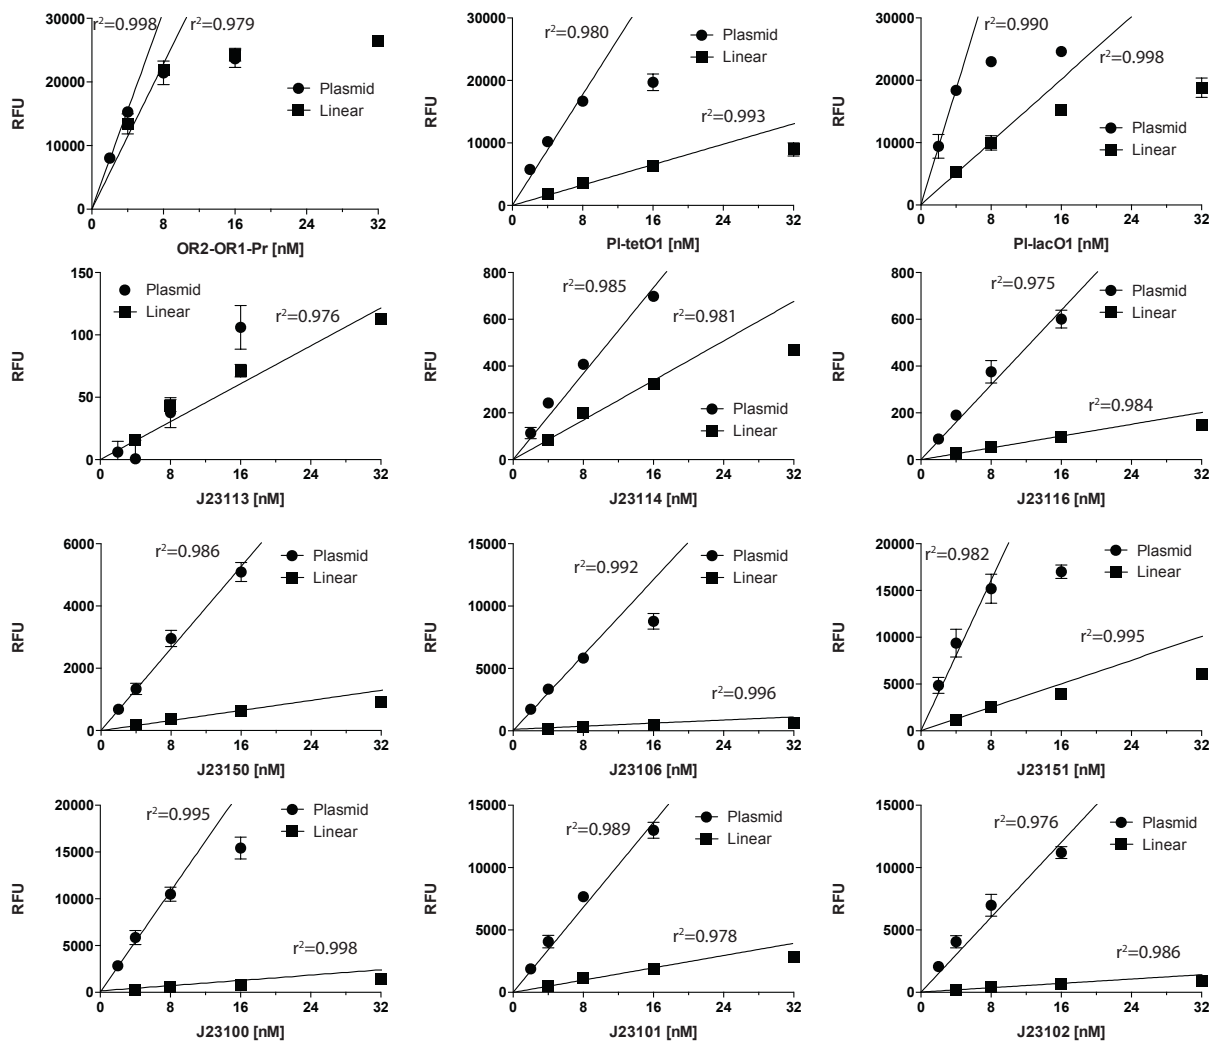 r²=0.998
r²=0.979
30000
20000
10000
0
RFU
Plasmid
Linear
0 8 16 24 32
OR2-OR1-Pr [nM]
r²=0.980
r²=0.993
30000
20000
10000
0
RFU
Plasmid
Linear
0 8 16 24 32
Pl-tetO1 [nM]
r²=0.990
r²=0.998
30000
20000
10000
0
RFU
Plasmid
Linear
0 8 16 24 32
Pl-lacO1 [nM]
150
100
50
0
RFU
Plasmid
Linear
r²=0.976
0 8 16 24 32
J23113 [nM]
800
600
400
200
0
RFU
r²=0.985
r²=0.981
Plasmid
Linear
0 8 16 24 32
J23114 [nM]
800
600
400
200
0
RFU
r²=0.975
Plasmid
Linear
r²=0.984
0 8 16 24 32
J23116 [nM]
6000
4000
2000
0
RFU
r²=0.986
Plasmid
Linear
0 8 16 24 32
J23150 [nM]
15000
10000
5000
0
RFU
r²=0.992
Plasmid
Linear
r²=0.996
0 8 16 24 32
J23106 [nM]
20000
15000
10000
5000
0
RFU
r²=0.982
Plasmid
Linear
r²=0.995
0 8 16 24 32
J23151 [nM]
20000
15000
10000
5000
0
RFU
r²=0.995
Plasmid
Linear
r²=0.998
0 8 16 24 32
J23100 [nM]
15000
10000
5000
0
RFU
r²=0.989
Plasmid
Linear
r²=0.978
0 8 16 24 32
J23101 [nM]
15000
10000
5000
0
RFU
r²=0.976
Plasmid
Linear
r²=0.986
0 8 16 24 32
J23102 [nM]